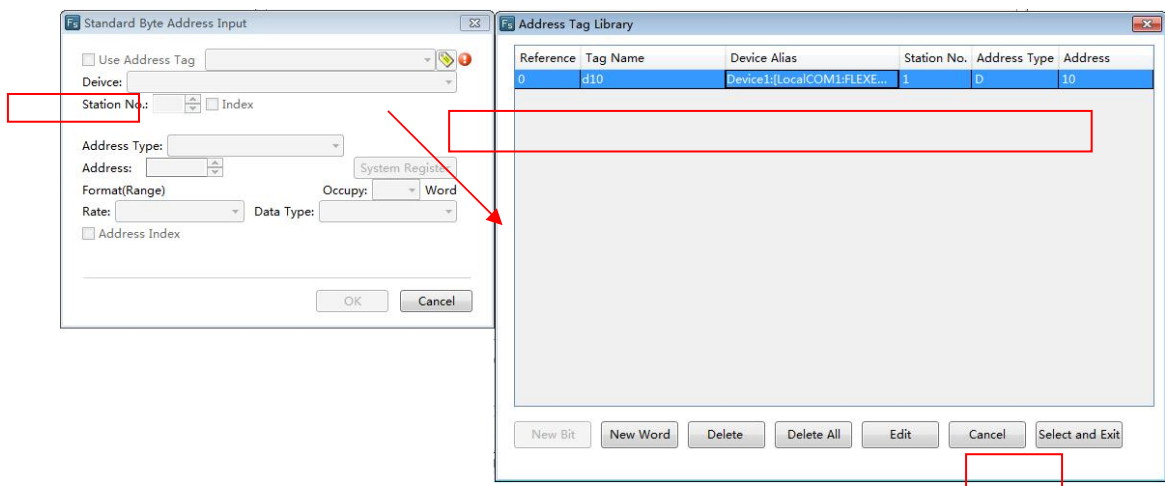 Standard Byte Address Input
Use Address Tag
Deivce:
Station No.: Index
Address Type:
Address: System Register
Format(Range) Occupy: Word
Rate: Data Type:
Address Index
OK Cancel
Address Tag Library
Reference Tag Name Device Alias Station No. Address Type Address
0 d10 Device1:[LocalCOM1:FLEXE... 1 D 10
New Bit New Word Delete Delete All Edit Cancel Select and Exit